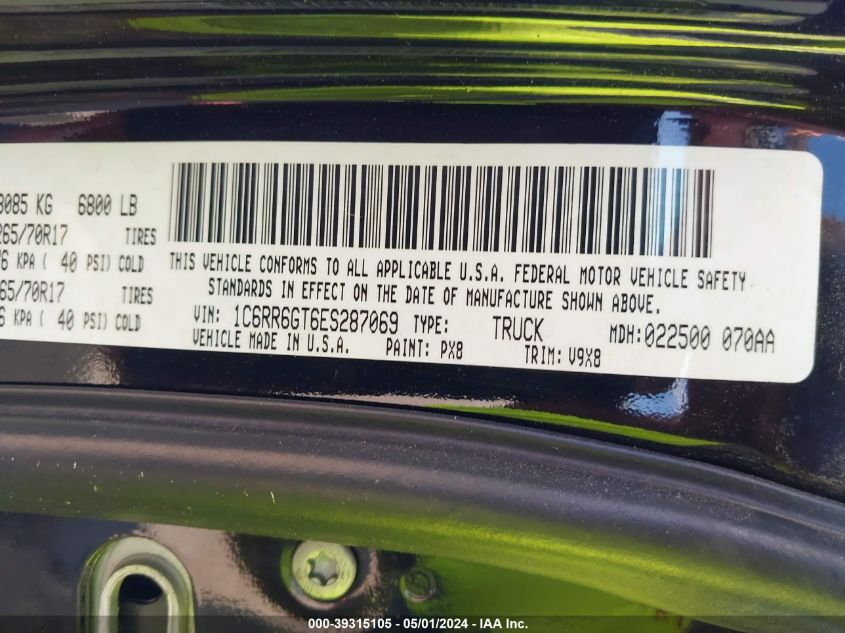 3085 KG 6800 LB
265/70R17 TIRES
KPA ( 40 PSI) COLD
65/70R17 TIRES
6 KPA ( 40 PSI) COLD
THIS VEHICLE CONFORMS TO ALL APPLICABLE U.S.A. FEDERAL MOTOR VEHICLE SAFETY
STANDARDS IN EFFECT ON THE DATE OF MANUFACTURE SHOWN ABOVE.
VIN: 1C6RR6GT6ES287069 TYPE: TRUCK MDH:022500 070AA
VEHICLE MADE IN U.S.A. PAINT: PX8 TRIM: V9X8
000-39315105 - 05/01/2024 - IAA Inc.